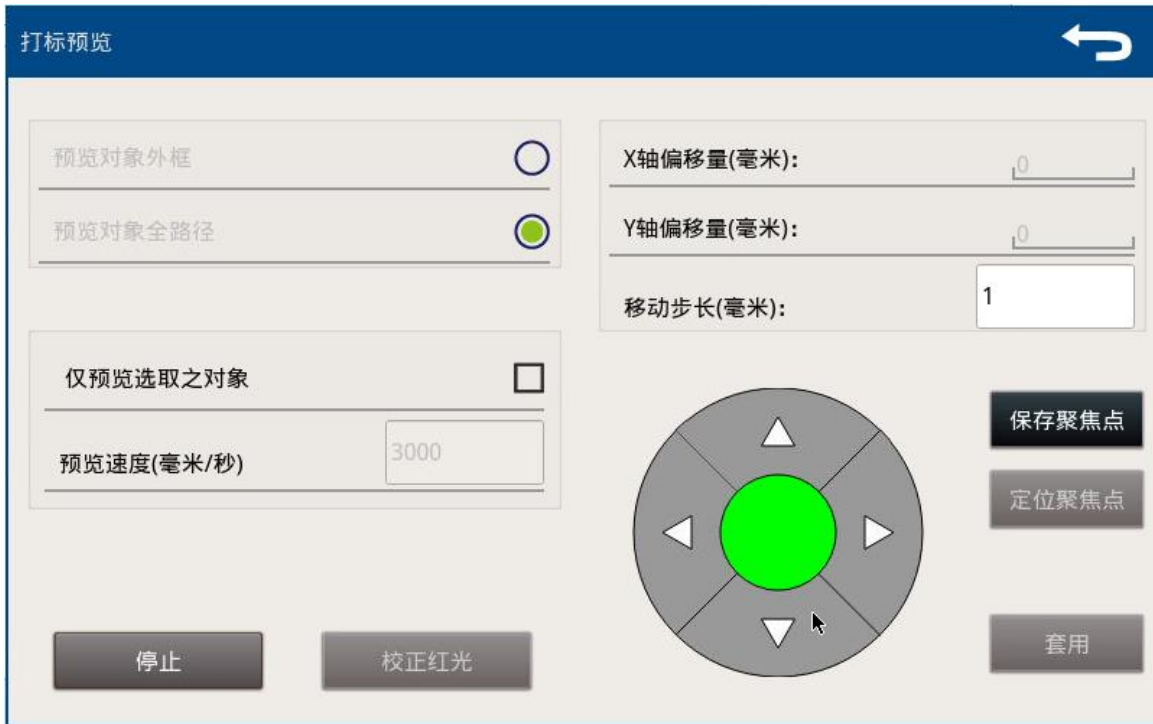 打标预览
预览对象外框
预览对象全路径
仅预览选取之对象
预览速度(毫米/秒)
3000
停止
校正红光
X轴偏移量(毫米):
0
Y轴偏移量(毫米):
0
移动步长(毫米):
1
保存聚焦点
定位聚焦点
套用